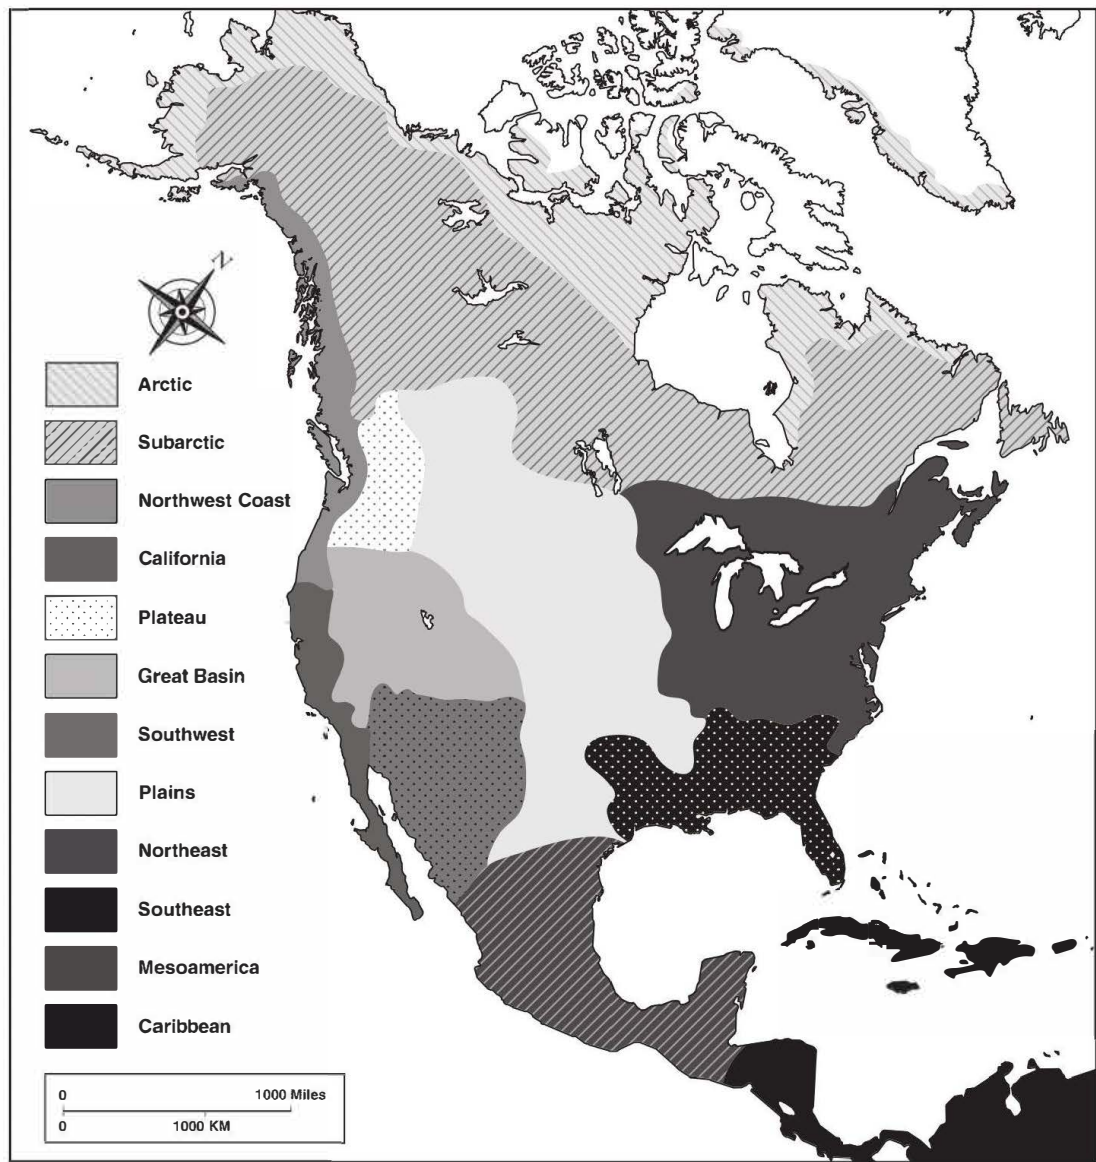 N
Arctic
Subarctic
Northwest Coast
California
Plateau
Great Basin
Southwest
Plains
Northeast
Southeast
Mesoamerica
Caribbean
0 1000 Miles
0 1000 KM